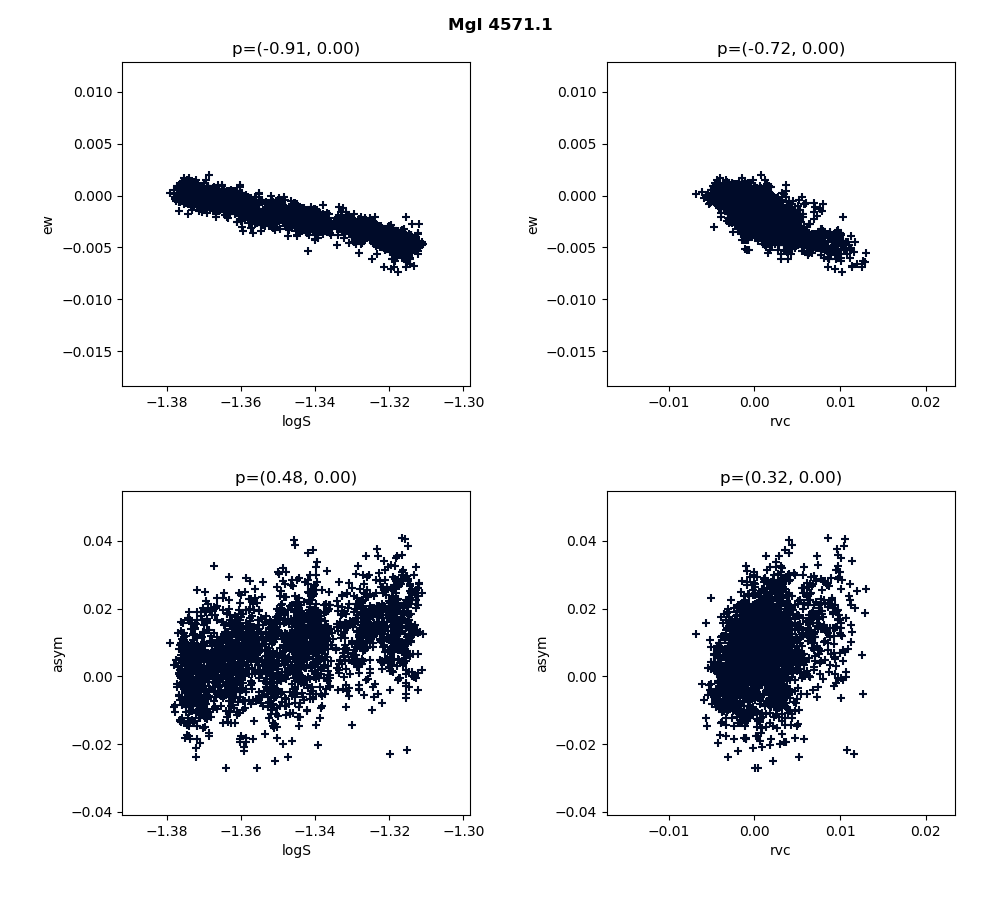 MgI 4571.1
p=(-0.91, 0.00)
0.010
0.005
0.000
−0.005
−0.010
−0.015
ew
−1.38 −1.36 −1.34 −1.32 −1.30
logS
p=(-0.72, 0.00)
0.010
0.005
0.000
−0.005
−0.010
−0.015
ew
−0.01 0.00 0.01 0.02
rvc
p=(0.48, 0.00)
0.04
0.02
0.00
−0.02
−0.04
asym
−1.38 −1.36 −1.34 −1.32 −1.30
logS
p=(0.32, 0.00)
0.04
0.02
0.00
−0.02
−0.04
asym
−0.01 0.00 0.01 0.02
rvc